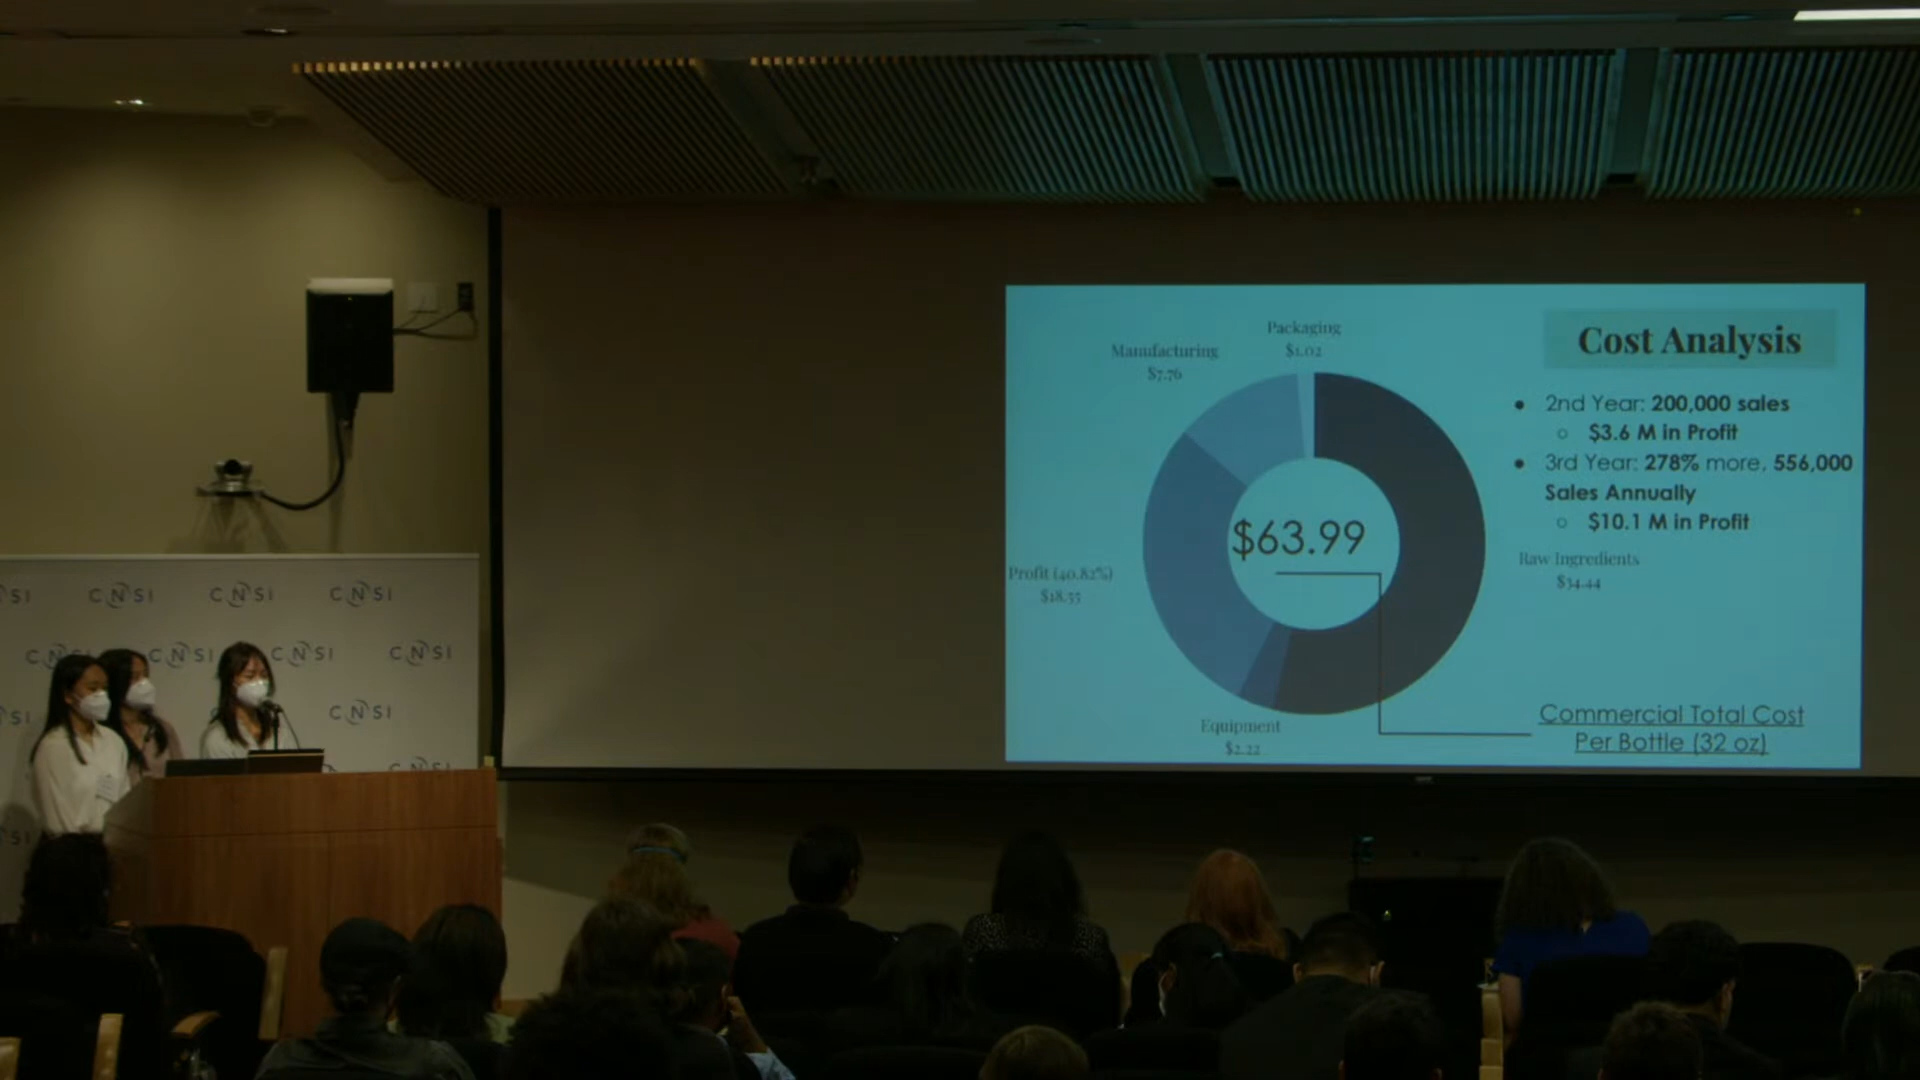 Cost Analysis
Packaging
$1.02
Manufacturing
$7.76
Profit (40.82%)
$18.55
Equipment
$2.22
Raw Ingredients
$34.44
$63.99
Commercial Total Cost
Per Bottle (32 oz)
● 2nd Year: 200,000 sales
○ $3.6 M in Profit
● 3rd Year: 278% more, 556,000
Sales Annually
○ $10.1 M in Profit
CNSI CNSI CNSI
CNSI CNSI CNSI
CNSI